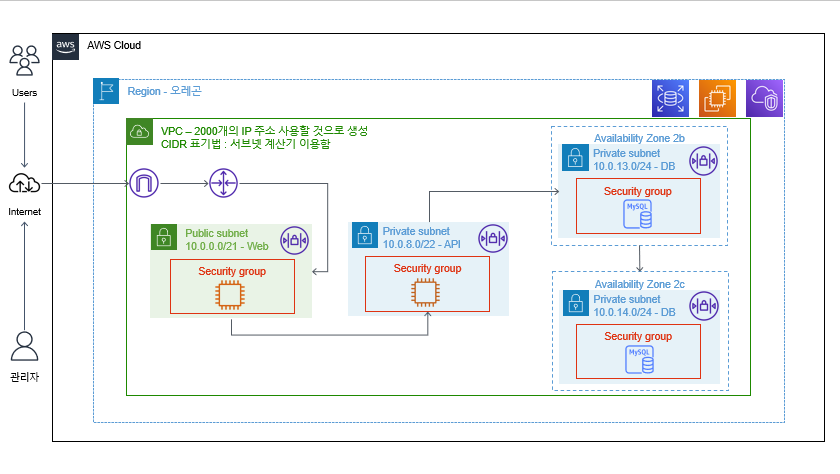 aws
AWS Cloud
Users
Region - 오레곤
VPC – 2000개의 IP 주소 사용할 것으로 생성
CIDR 표기법 : 서브넷 계산기 이용함
Availability Zone 2b
Private subnet
10.0.13.0/24 - DB
Security group
MySQL
Internet
Public subnet
10.0.0.0/21 - Web
Security group
Private subnet
10.0.8.0/22 - API
Security group
Availability Zone 2c
Private subnet
10.0.14.0/24 - DB
Security group
MySQL
관리자